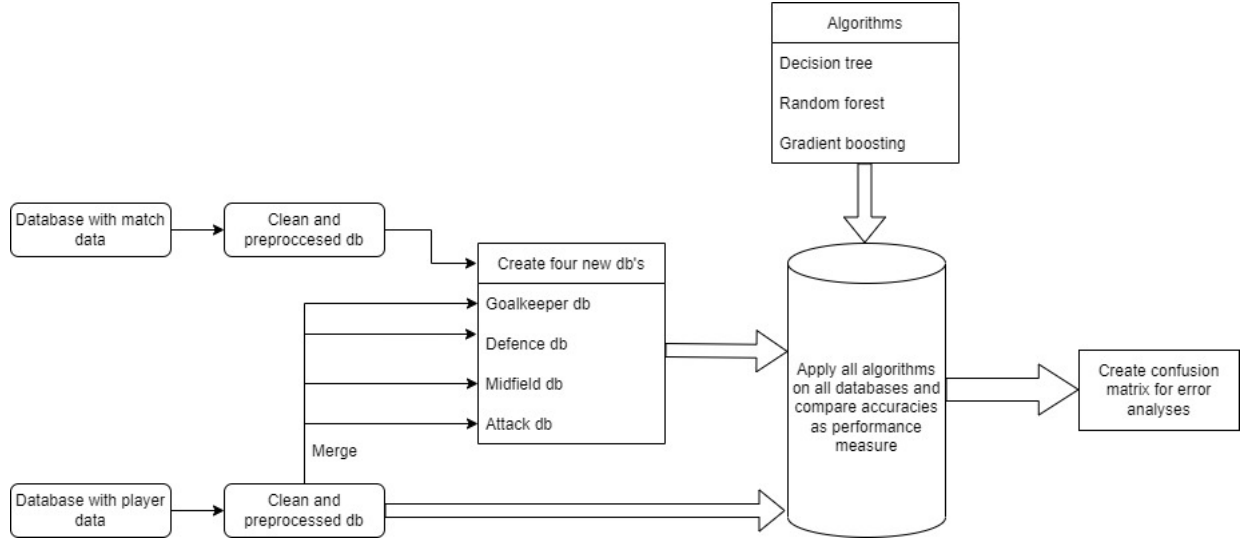 Algorithms
Decision tree
Random forest
Gradient boosting
Database with match
data
Clean and
preproccesed db
Create four new db's
Goalkeeper db
Defence db
Midfield db
Attack db
Merge
Database with player
data
Clean and
preprocessed db
Apply all algorithms
on all databases and
compare accuracies
as performance
measure
Create confusion
matrix for error
analyses